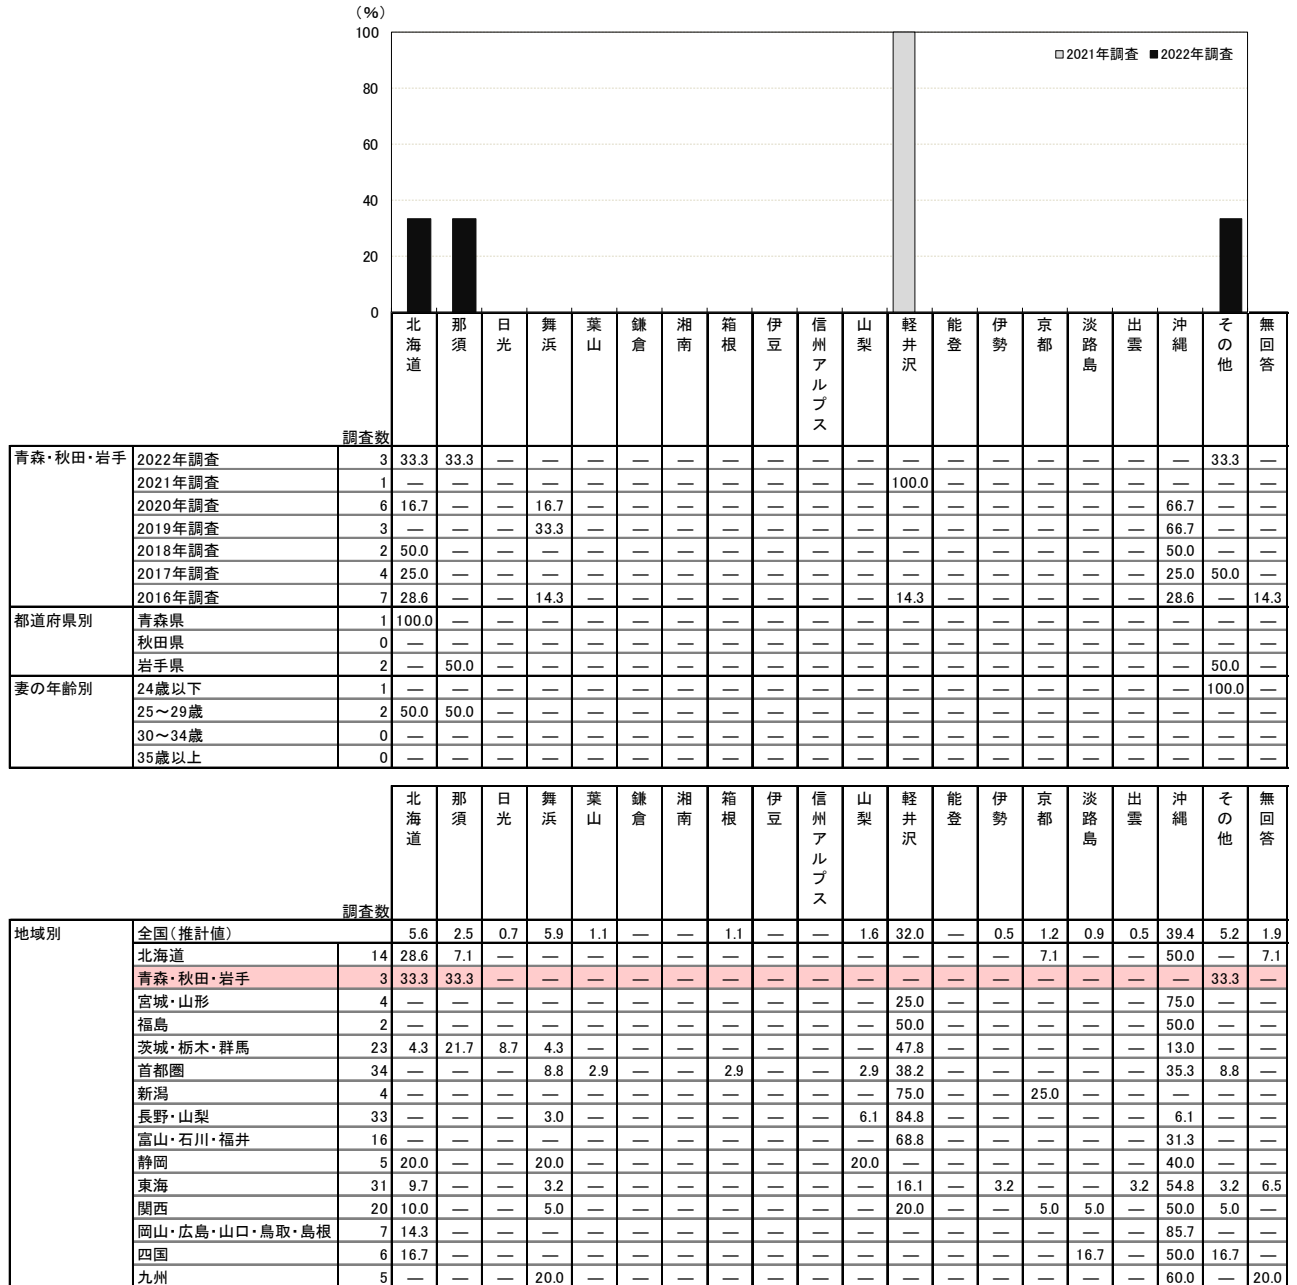 （％）
100
80
60
40
20
0
□2021年調査 ■2022年調査
調査数 北海道 那須 日光 舞浜 葉山 鎌倉 湘南 箱根 伊豆 信州アルプス 山梨 軽井沢 能登 伊勢 京都 淡路島 出雲 沖縄 その他 無回答
青森・秋田・岩手 2022年調査 3 33.3 33.3 ― ― ― ― ― ― ― ― ― ― ― ― ― ― ― ― 33.3 ―
2021年調査 1 ― ― ― ― ― ― ― ― ― ― ― 100.0 ― ― ― ― ― ― ― ―
2020年調査 6 16.7 ― ― 16.7 ― ― ― ― ― ― ― ― ― ― ― ― ― 66.7 ― ―
2019年調査 3 ― ― ― 33.3 ― ― ― ― ― ― ― ― ― ― ― ― ― 66.7 ― ―
2018年調査 2 50.0 ― ― ― ― ― ― ― ― ― ― ― ― ― ― ― ― 50.0 ― ―
2017年調査 4 25.0 ― ― ― ― ― ― ― ― ― ― ― ― ― ― ― ― 25.0 50.0 ―
2016年調査 7 28.6 ― ― 14.3 ― ― ― ― ― ― ― 14.3 ― ― ― ― ― 28.6 ― 14.3
都道府県別 青森県 1 100.0 ― ― ― ― ― ― ― ― ― ― ― ― ― ― ― ― ― ― ―
秋田県 0 ― ― ― ― ― ― ― ― ― ― ― ― ― ― ― ― ― ― ― ―
岩手県 2 ― 50.0 ― ― ― ― ― ― ― ― ― ― ― ― ― ― ― ― 50.0 ―
妻の年齢別 24歳以下 1 ― ― ― ― ― ― ― ― ― ― ― ― ― ― ― ― ― ― 100.0 ―
25～29歳 2 50.0 50.0 ― ― ― ― ― ― ― ― ― ― ― ― ― ― ― ― ― ―
30～34歳 0 ― ― ― ― ― ― ― ― ― ― ― ― ― ― ― ― ― ― ― ―
35歳以上 0 ― ― ― ― ― ― ― ― ― ― ― ― ― ― ― ― ― ― ― ―
調査数 北海道 那須 日光 舞浜 葉山 鎌倉 湘南 箱根 伊豆 信州アルプス 山梨 軽井沢 能登 伊勢 京都 淡路島 出雲 沖縄 その他 無回答
地域別 全国（推計値） 5.6 2.5 0.7 5.9 1.1 ― ― 1.1 ― ― 1.6 32.0 ― 0.5 1.2 0.9 0.5 39.4 5.2 1.9
北海道 14 28.6 7.1 ― ― ― ― ― ― ― ― ― ― ― ― 7.1 ― ― 50.0 ― 7.1
青森・秋田・岩手 3 33.3 33.3 ― ― ― ― ― ― ― ― ― ― ― ― ― ― ― ― 33.3 ―
宮城・山形 4 ― ― ― ― ― ― ― ― ― ― ― 25.0 ― ― ― ― ― 75.0 ― ―
福島 2 ― ― ― ― ― ― ― ― ― ― ― 50.0 ― ― ― ― ― 50.0 ― ―
茨城・栃木・群馬 23 4.3 21.7 8.7 4.3 ― ― ― ― ― ― ― 47.8 ― ― ― ― ― 13.0 ― ―
首都圏 34 ― ― ― 8.8 2.9 ― ― 2.9 ― ― 2.9 38.2 ― ― ― ― ― 35.3 8.8 ―
新潟 4 ― ― ― ― ― ― ― ― ― ― ― 75.0 ― ― 25.0 ― ― ― ― ―
長野・山梨 33 ― ― ― 3.0 ― ― ― ― ― ― 6.1 84.8 ― ― ― ― ― 6.1 ― ―
富山・石川・福井 16 ― ― ― ― ― ― ― ― ― ― ― 68.8 ― ― ― ― ― 31.3 ― ―
静岡 5 20.0 ― ― 20.0 ― ― ― ― ― ― 20.0 ― ― ― ― ― ― 40.0 ― ―
東海 31 9.7 ― ― 3.2 ― ― ― ― ― ― ― 16.1 ― 3.2 ― ― 3.2 54.8 3.2 6.5
関西 20 10.0 ― ― 5.0 ― ― ― ― ― ― ― 20.0 ― ― 5.0 5.0 ― 50.0 5.0 ―
岡山・広島・山口・鳥取・島根 7 14.3 ― ― ― ― ― ― ― ― ― ― ― ― ― ― ― ― 85.7 ― ―
四国 6 16.7 ― ― ― ― ― ― ― ― ― ― ― ― ― ― 16.7 ― 50.0 16.7 ―
九州 5 ― ― ― 20.0 ― ― ― ― ― ― ― ― ― ― ― ― ― 60.0 ― 20.0